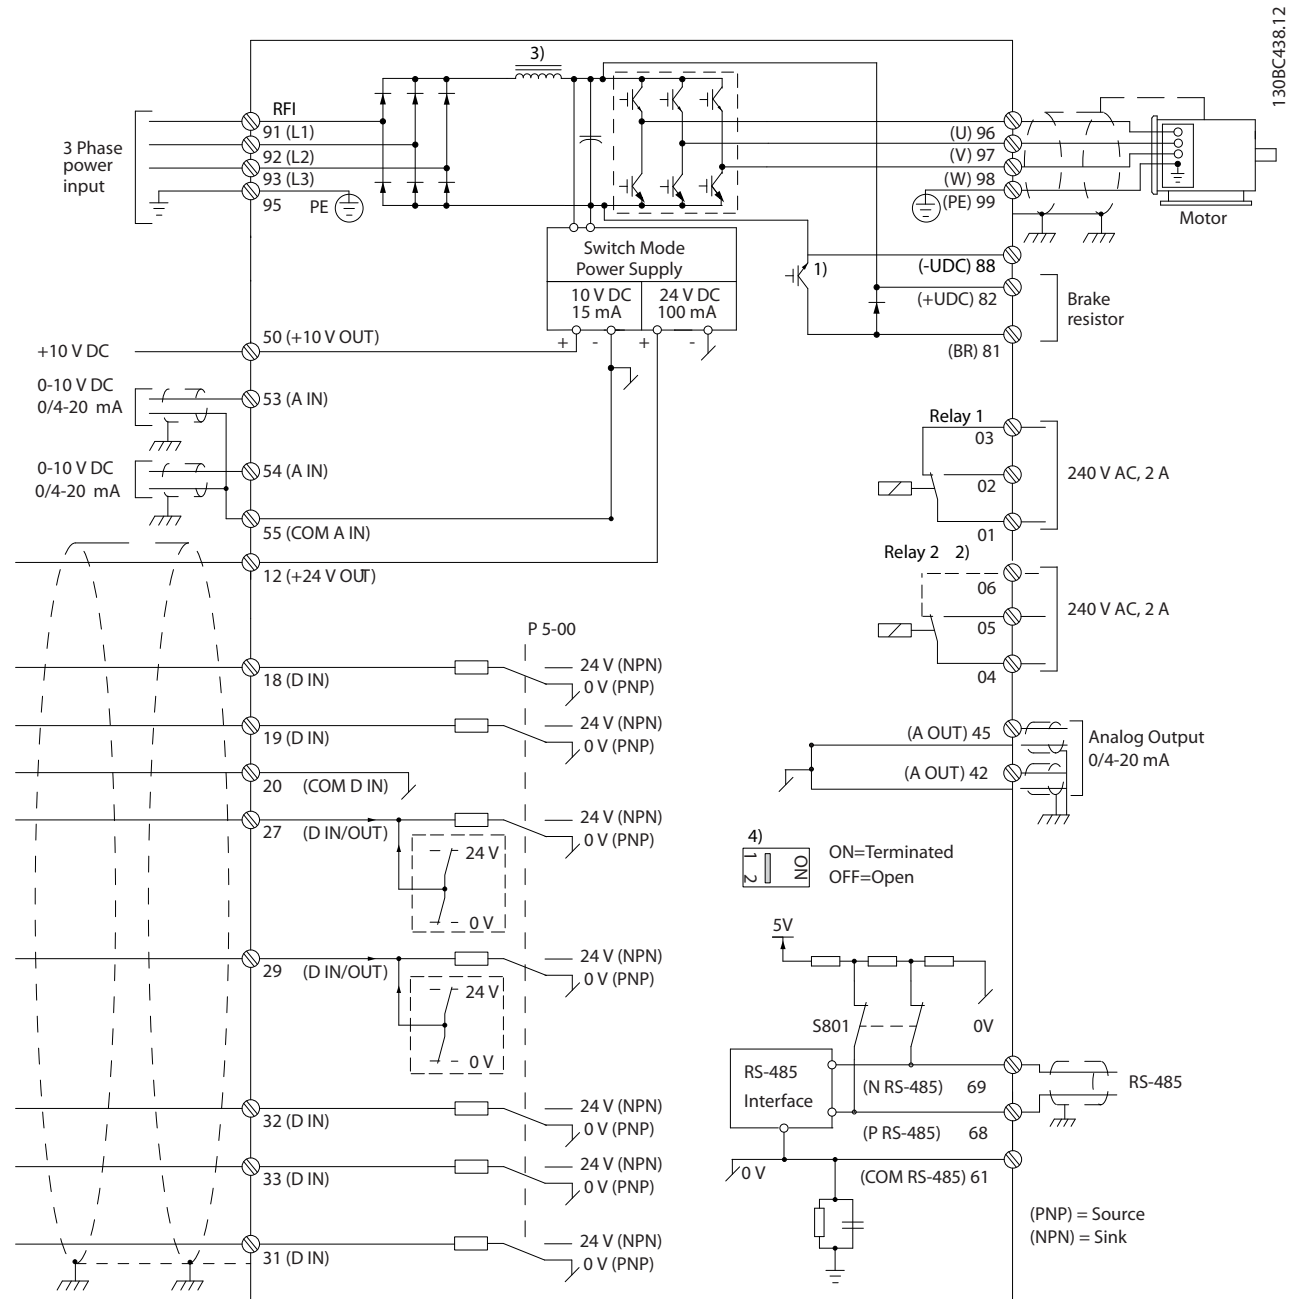 130BC438.12
3)
RFI
91 (L1)
92 (L2)
93 (L3)
95
PE
3 Phase
power
input
(U) 96
(V) 97
(W) 98
(PE) 99
Motor
Switch Mode
Power Supply
10 V DC
15 mA
24 V DC
100 mA
+ - + -
1)
(-UDC) 88
(+UDC) 82
(BR) 81
Brake
resistor
+10 V DC
50 (+10 V OUT)
0-10 V DC
0/4-20 mA
53 (A IN)
0-10 V DC
0/4-20 mA
54 (A IN)
55 (COM A IN)
12 (+24 V OUT)
Relay 1
03
02
01
240 V AC, 2 A
Relay 2 2)
06
05
04
240 V AC, 2 A
P 5-00
18 (D IN)
24 V (NPN)
0 V (PNP)
19 (D IN)
24 V (NPN)
0 V (PNP)
20 (COM D IN)
27 (D IN/OUT)
24 V (NPN)
0 V (PNP)
24 V
0 V
29 (D IN/OUT)
24 V (NPN)
0 V (PNP)
24 V
0 V
32 (D IN)
24 V (NPN)
0 V (PNP)
33 (D IN)
24 V (NPN)
0 V (PNP)
31 (D IN)
24 V (NPN)
0 V (PNP)
(A OUT) 45
(A OUT) 42
Analog Output
0/4-20 mA
4)
1 2
ON
ON=Terminated
OFF=Open
5V
S801
0V
RS-485
Interface
(N RS-485) 69
(P RS-485) 68
RS-485
0 V
(COM RS-485) 61
(PNP) = Source
(NPN) = Sink